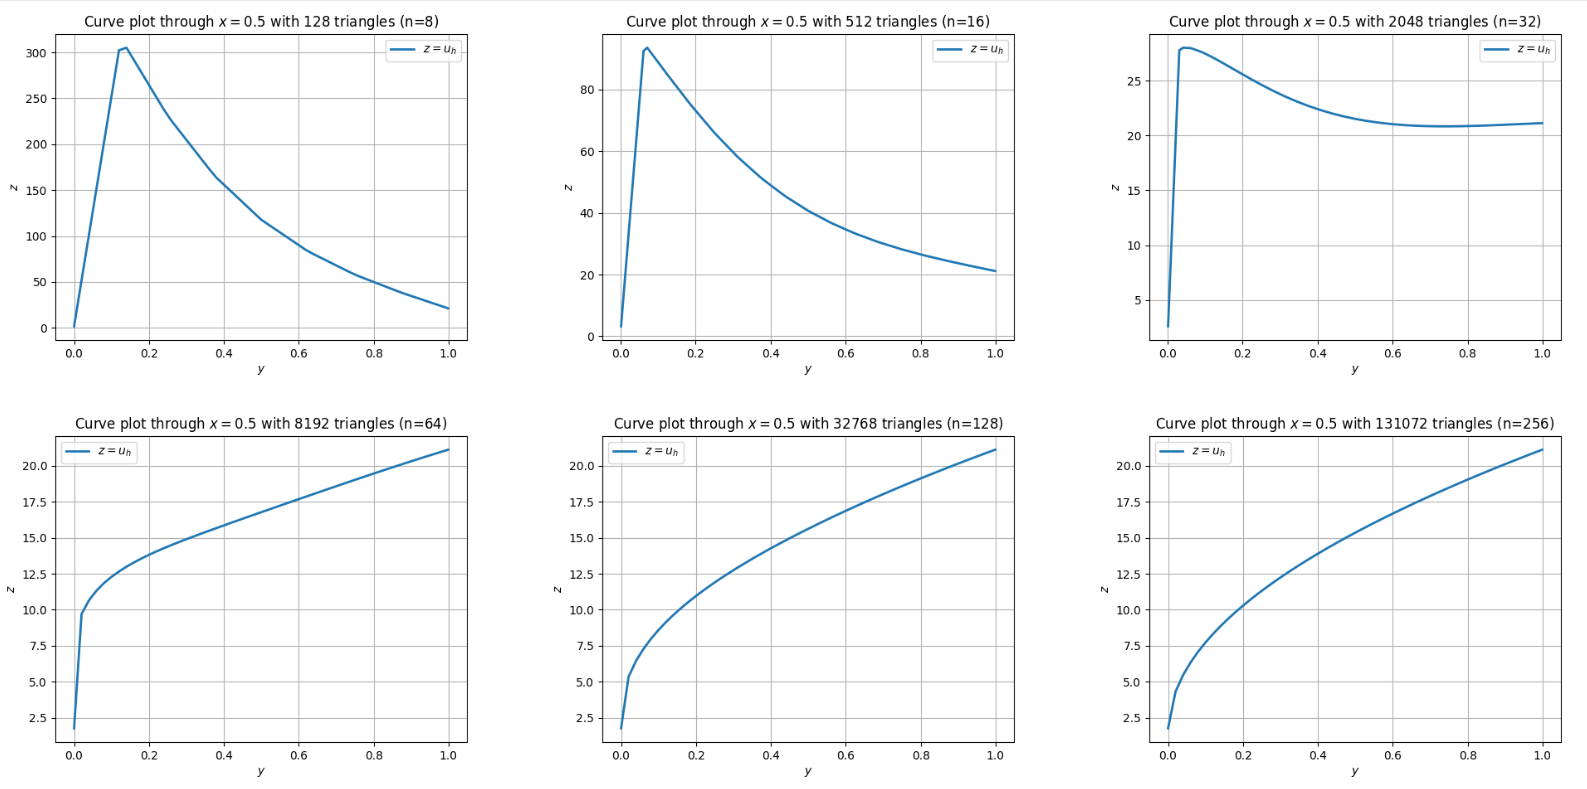 Curve plot through x = 0.5 with 128 triangles (n=8)
z = u_h
300
250
200
150
100
50
0
z
0.0 0.2 0.4 0.6 0.8 1.0
y
Curve plot through x = 0.5 with 512 triangles (n=16)
z = u_h
80
60
40
20
0
z
0.0 0.2 0.4 0.6 0.8 1.0
y
Curve plot through x = 0.5 with 2048 triangles (n=32)
z = u_h
25
20
15
10
5
z
0.0 0.2 0.4 0.6 0.8 1.0
y
Curve plot through x = 0.5 with 8192 triangles (n=64)
z = u_h
20.0
17.5
15.0
12.5
10.0
7.5
5.0
2.5
z
0.0 0.2 0.4 0.6 0.8 1.0
y
Curve plot through x = 0.5 with 32768 triangles (n=128)
z = u_h
20.0
17.5
15.0
12.5
10.0
7.5
5.0
2.5
z
0.0 0.2 0.4 0.6 0.8 1.0
y
Curve plot through x = 0.5 with 131072 triangles (n=256)
z = u_h
20.0
17.5
15.0
12.5
10.0
7.5
5.0
2.5
z
0.0 0.2 0.4 0.6 0.8 1.0
y